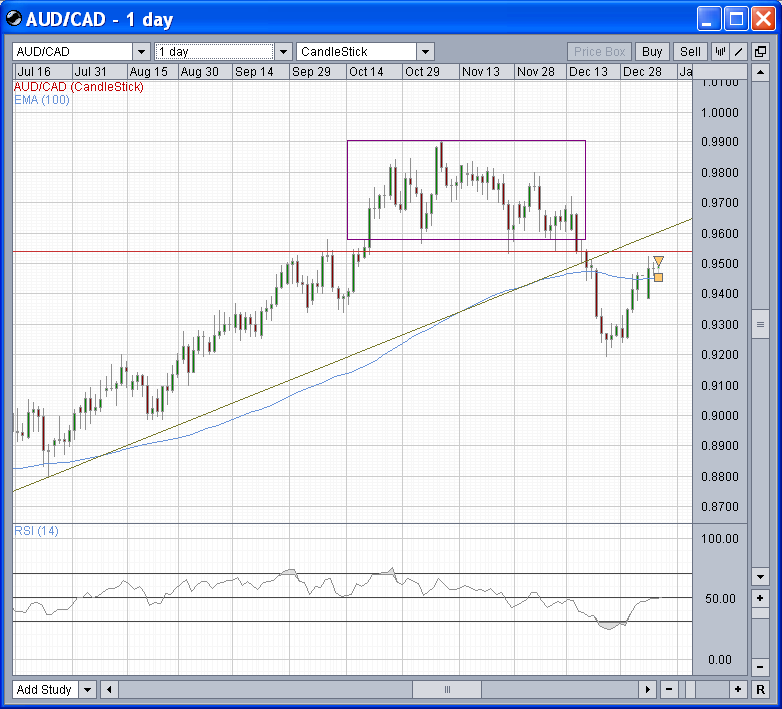 AUD/CAD - 1 day
AUD/CAD 1 day CandleStick Price Box Buy Sell
Jul 16 Jul 31 Aug 15 Aug 30 Sep 14 Sep 29 Oct 14 Oct 29 Nov 13 Nov 28 Dec 13 Dec 28 Ja
AUD/CAD (CandleStick)
EMA (100)
1.0100
1.0000
0.9900
0.9800
0.9700
0.9600
0.9500
0.9400
0.9300
0.9200
0.9100
0.9000
0.8900
0.8800
0.8700
RSI (14)
100.00
50.00
0.00
Add Study R